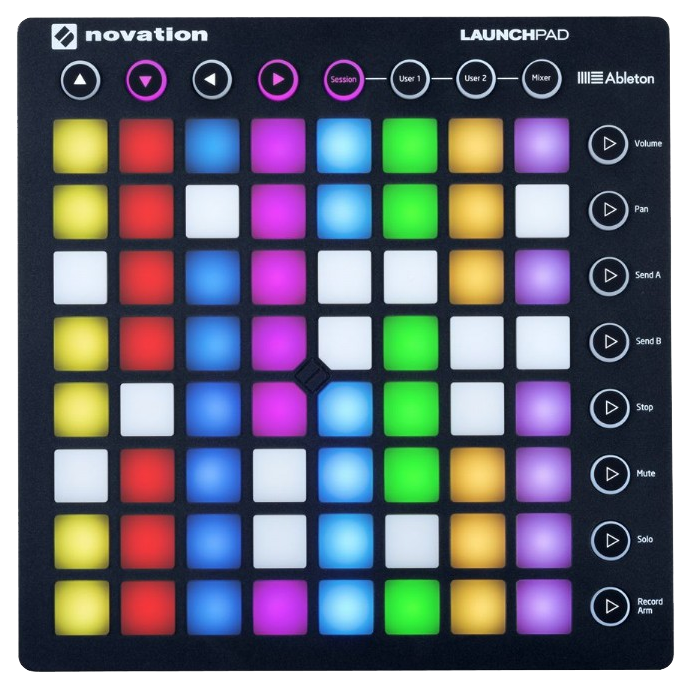 novation
LAUNCHPAD
Session
User 1
User 2
Mixer
Ableton
Volume
Pan
Send A
Send B
Stop
Mute
Solo
Record
Arm